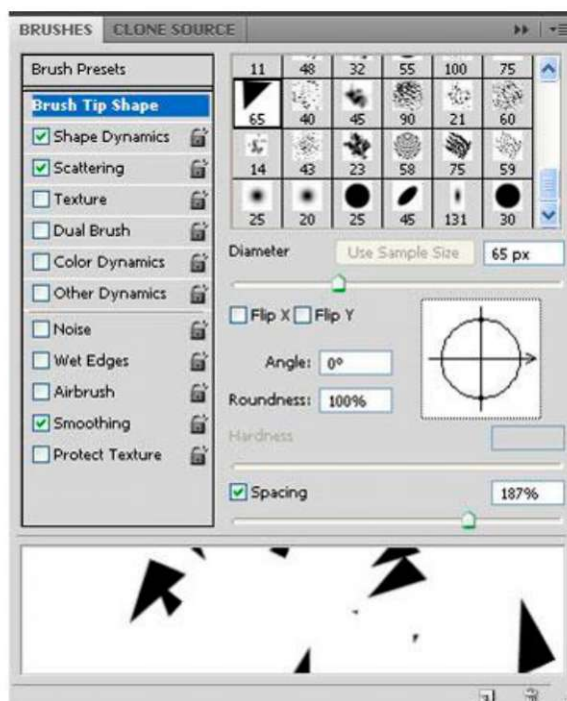 BRUSHES CLONE SOURCE
Brush Presets
Brush Tip Shape
Shape Dynamics
Scattering
Texture
Dual Brush
Color Dynamics
Other Dynamics
Noise
Wet Edges
Airbrush
Smoothing
Protect Texture
11 48 32 55 100 75
65 40 45 90 21 60
14 43 23 58 75 59
25 20 25 45 131 30
Diameter Use Sample Size 65 px
Flip X Flip Y
Angle: 0º
Roundness: 100%
Hardness
Spacing 187%